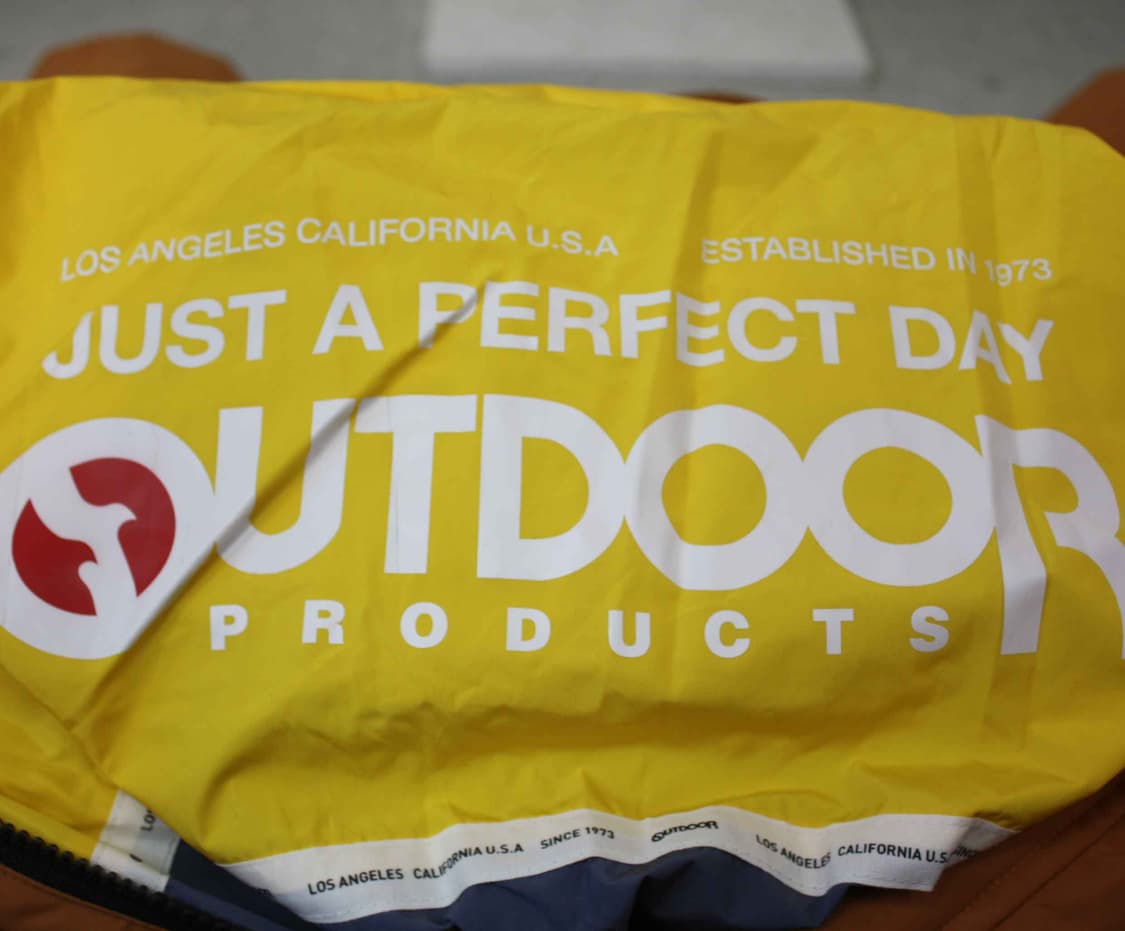 LOS ANGELES CALIFORNIA U.S.A ESTABLISHED IN 1973
JUST A PERFECT DAY
OUTDOOR
PRODUCTS
LOS ANGELES CALIFORNIA U.S.A SINCE 1973 OUTDOOR LOS ANGELES CALIFORNIA U.S.